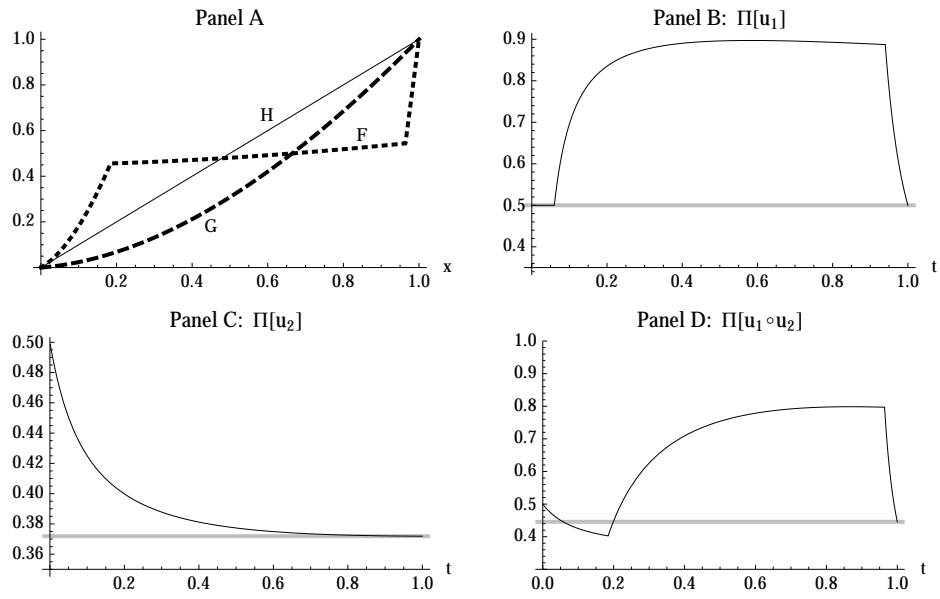 Panel A
1.0
0.8
0.6
0.4
0.2
H
F
G
0.2 0.4 0.6 0.8 1.0 x
Panel B: Π[u₁]
0.9
0.8
0.7
0.6
0.5
0.4
0.2 0.4 0.6 0.8 1.0 t
Panel C: Π[u₂]
0.50
0.48
0.46
0.44
0.42
0.40
0.38
0.36
0.2 0.4 0.6 0.8 1.0 t
Panel D: Π[u₁∘u₂]
1.0
0.9
0.8
0.7
0.6
0.5
0.4
0.0 0.2 0.4 0.6 0.8 1.0 t